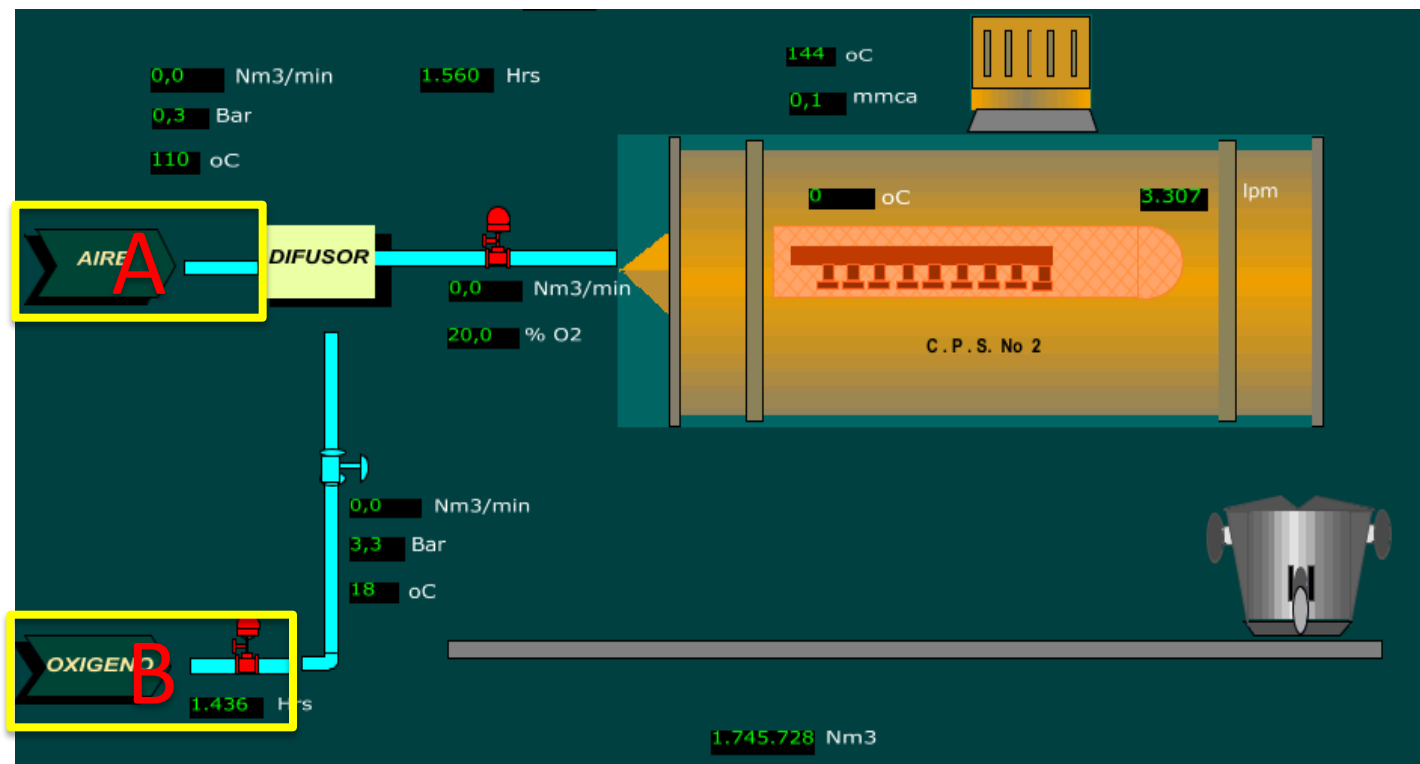 0,0 Nm3/min
0,3 Bar
110 oC
1.560 Hrs
144 oC
0,1 mmca
AIRE
A
DIFUSOR
0,0 Nm3/min
20,0 % O2
0 oC
3.307 lpm
C.P.S. No 2
0,0 Nm3/min
3,3 Bar
18 oC
OXIGENO
B
1.436 Hrs
1.745.728 Nm3